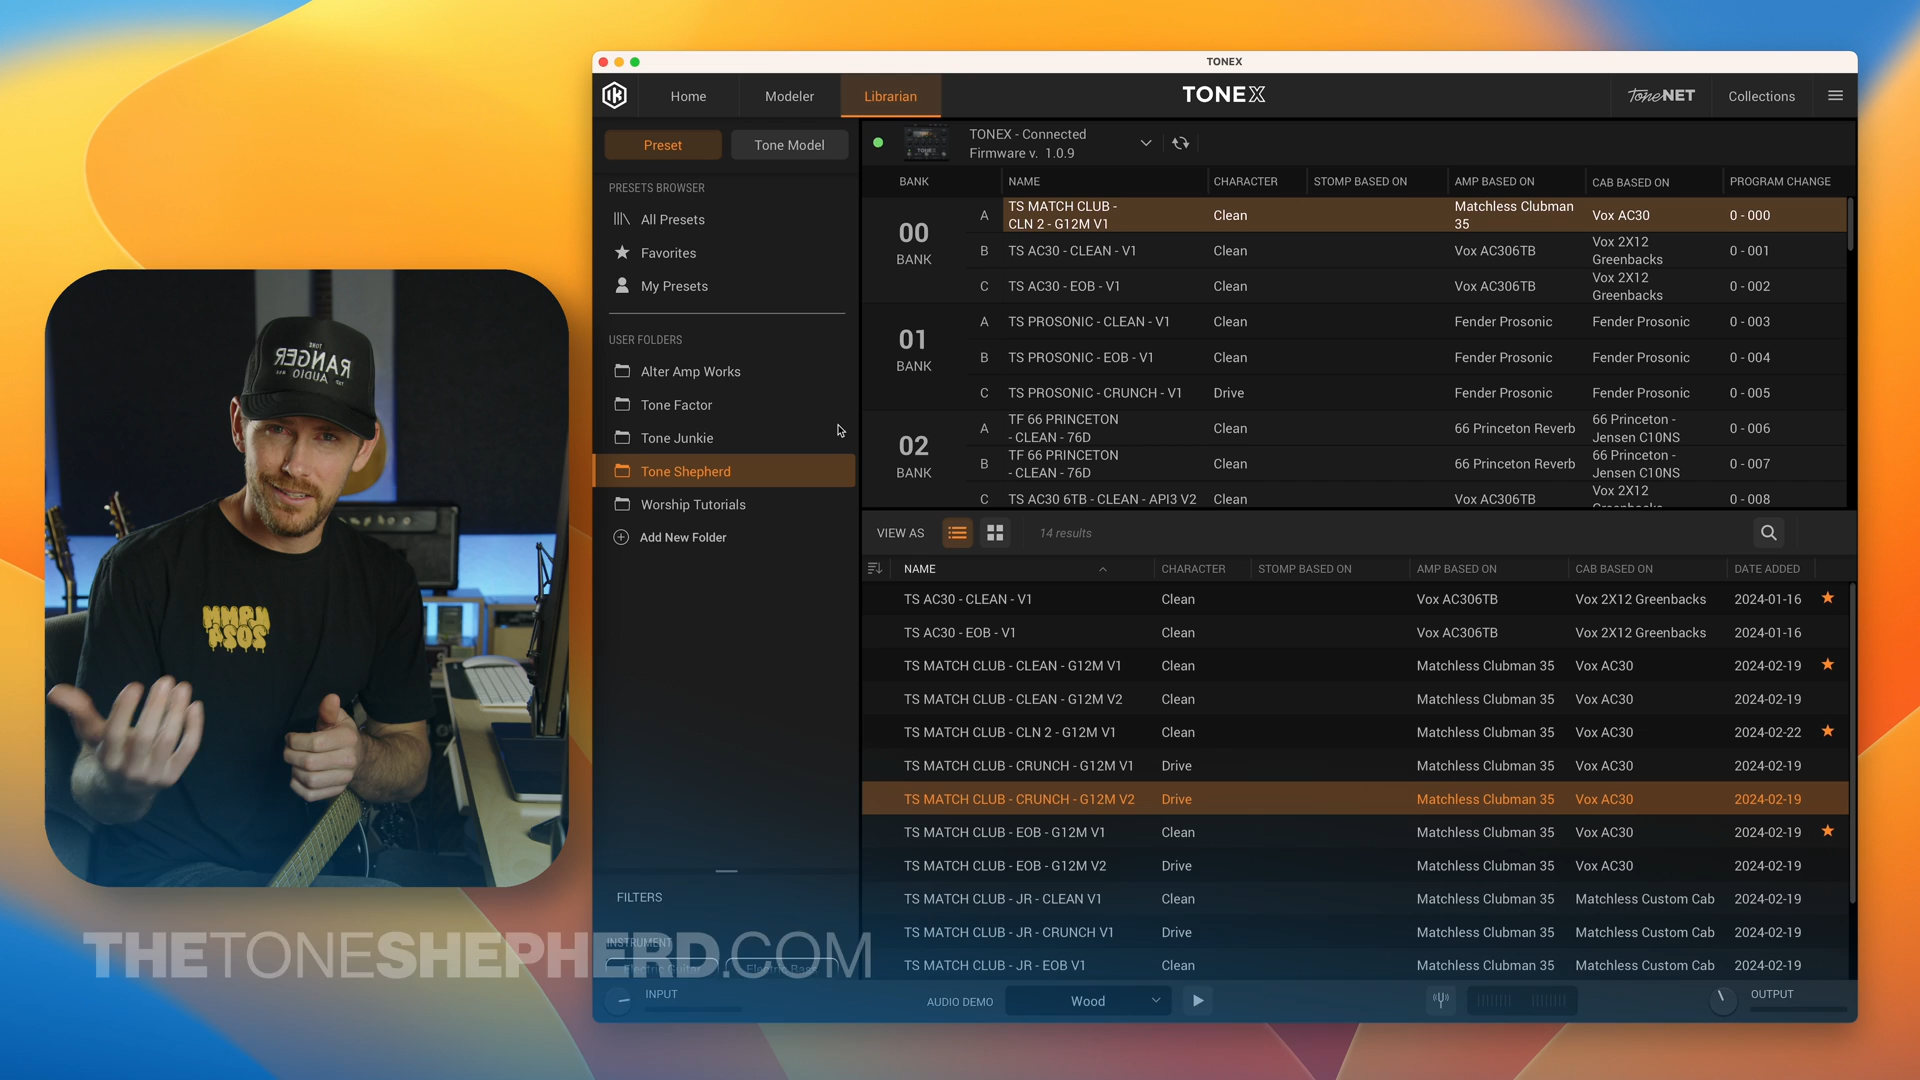 TONEX
Home
Modeler
Librarian
TONEX
ToneNET
Collections
Preset
Tone Model
PRESETS BROWSER
All Presets
Favorites
My Presets
USER FOLDERS
Alter Amp Works
Tone Factor
Tone Junkie
Tone Shepherd
Worship Tutorials
Add New Folder
FILTERS
INSTRUMENT
Electric Guitar
Electric Bass
TONEX - Connected
Firmware v. 1.0.9
BANK NAME CHARACTER STOMP BASED ON AMP BASED ON CAB BASED ON PROGRAM CHANGE
00
BANK
A TS MATCH CLUB - CLN 2 - G12M V1 Clean Matchless Clubman 35 Vox AC30 0 - 000
B TS AC30 - CLEAN - V1 Clean Vox AC306TB Vox 2X12 Greenbacks 0 - 001
C TS AC30 - EOB - V1 Clean Vox AC306TB Vox 2X12 Greenbacks 0 - 002
01
BANK
A TS PROSONIC - CLEAN - V1 Clean Fender Prosonic Fender Prosonic 0 - 003
B TS PROSONIC - EOB - V1 Clean Fender Prosonic Fender Prosonic 0 - 004
C TS PROSONIC - CRUNCH - V1 Drive Fender Prosonic Fender Prosonic 0 - 005
02
BANK
A TF 66 PRINCETON - CLEAN - 76D Clean 66 Princeton Reverb 66 Princeton - Jensen C10NS 0 - 006
B TF 66 PRINCETON - CLEAN - 76D Clean 66 Princeton Reverb 66 Princeton - Jensen C10NS 0 - 007
C TS AC30 6TB - CLEAN - API3 V2 Clean Vox AC306TB Vox 2X12 Greenbacks 0 - 008
VIEW AS
14 results
NAME CHARACTER STOMP BASED ON AMP BASED ON CAB BASED ON DATE ADDED
TS AC30 - CLEAN - V1 Clean Vox AC306TB Vox 2X12 Greenbacks 2024-01-16
TS AC30 - EOB - V1 Clean Vox AC306TB Vox 2X12 Greenbacks 2024-01-16
TS MATCH CLUB - CLEAN - G12M V1 Clean Matchless Clubman 35 Vox AC30 2024-02-19
TS MATCH CLUB - CLEAN - G12M V2 Clean Matchless Clubman 35 Vox AC30 2024-02-19
TS MATCH CLUB - CLN 2 - G12M V1 Clean Matchless Clubman 35 Vox AC30 2024-02-22
TS MATCH CLUB - CRUNCH - G12M V1 Drive Matchless Clubman 35 Vox AC30 2024-02-19
TS MATCH CLUB - CRUNCH - G12M V2 Drive Matchless Clubman 35 Vox AC30 2024-02-19
TS MATCH CLUB - EOB - G12M V1 Clean Matchless Clubman 35 Vox AC30 2024-02-19
TS MATCH CLUB - EOB - G12M V2 Drive Matchless Clubman 35 Vox AC30 2024-02-19
TS MATCH CLUB - JR - CLEAN V1 Clean Matchless Clubman 35 Matchless Custom Cab 2024-02-19
TS MATCH CLUB - JR - CRUNCH V1 Drive Matchless Clubman 35 Matchless Custom Cab 2024-02-19
TS MATCH CLUB - JR - EOB V1 Clean Matchless Clubman 35 Matchless Custom Cab 2024-02-19
INPUT
AUDIO DEMO
Wood
OUTPUT
TONE
RANGER
AUDIO
THETONESHEPHERD.COM